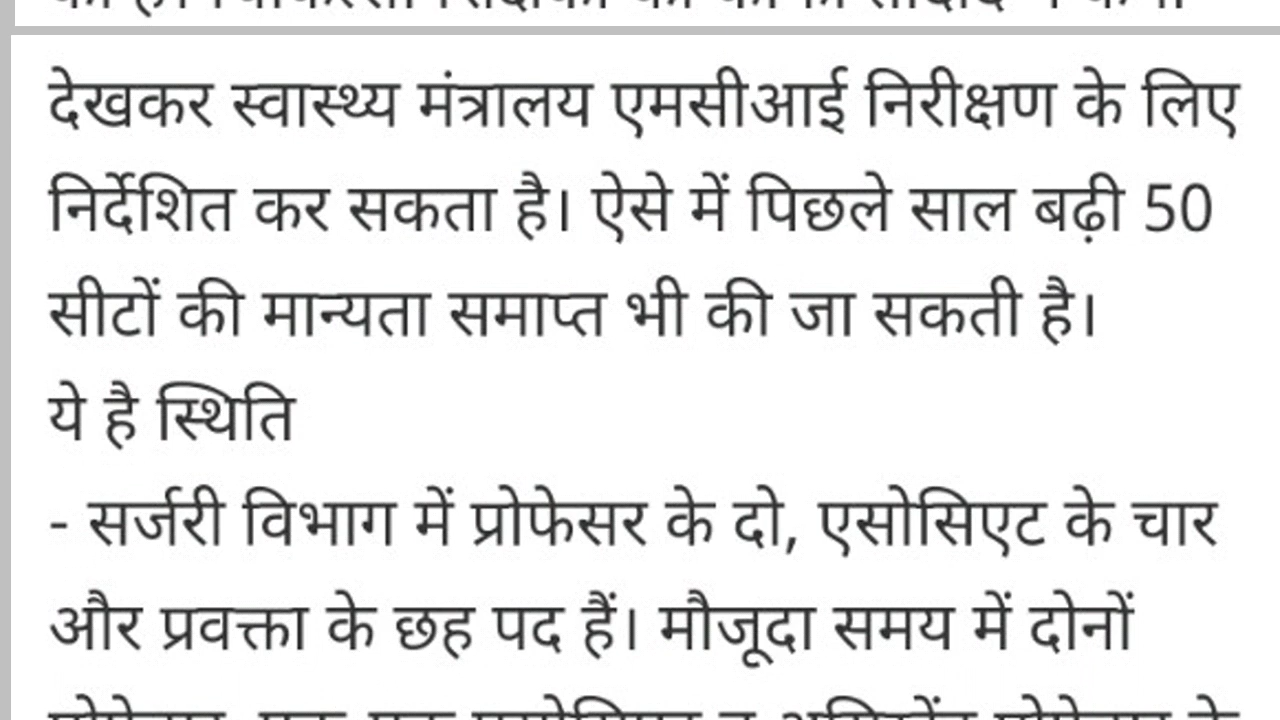 देखकर स्वास्थ्य मंत्रालय एमसीआई निरीक्षण के लिए
निर्देशित कर सकता है। ऐसे में पिछले साल बढ़ी 50
सीटों की मान्यता समाप्त भी की जा सकती है।
ये है स्थिति
- सर्जरी विभाग में प्रोफेसर के दो, एसोसिएट के चार
और प्रवक्ता के छह पद हैं। मौजूदा समय में दोनों